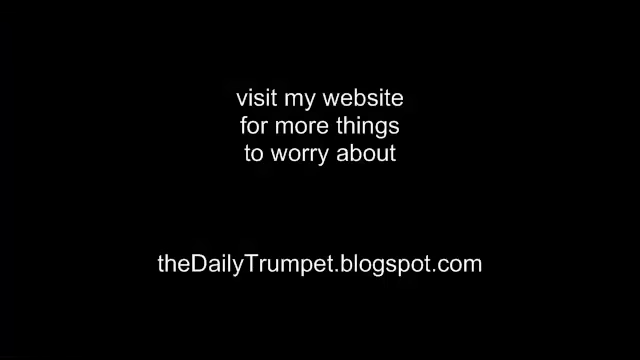 visit my website
for more things
to worry about
theDailyTrumpet.blogspot.com